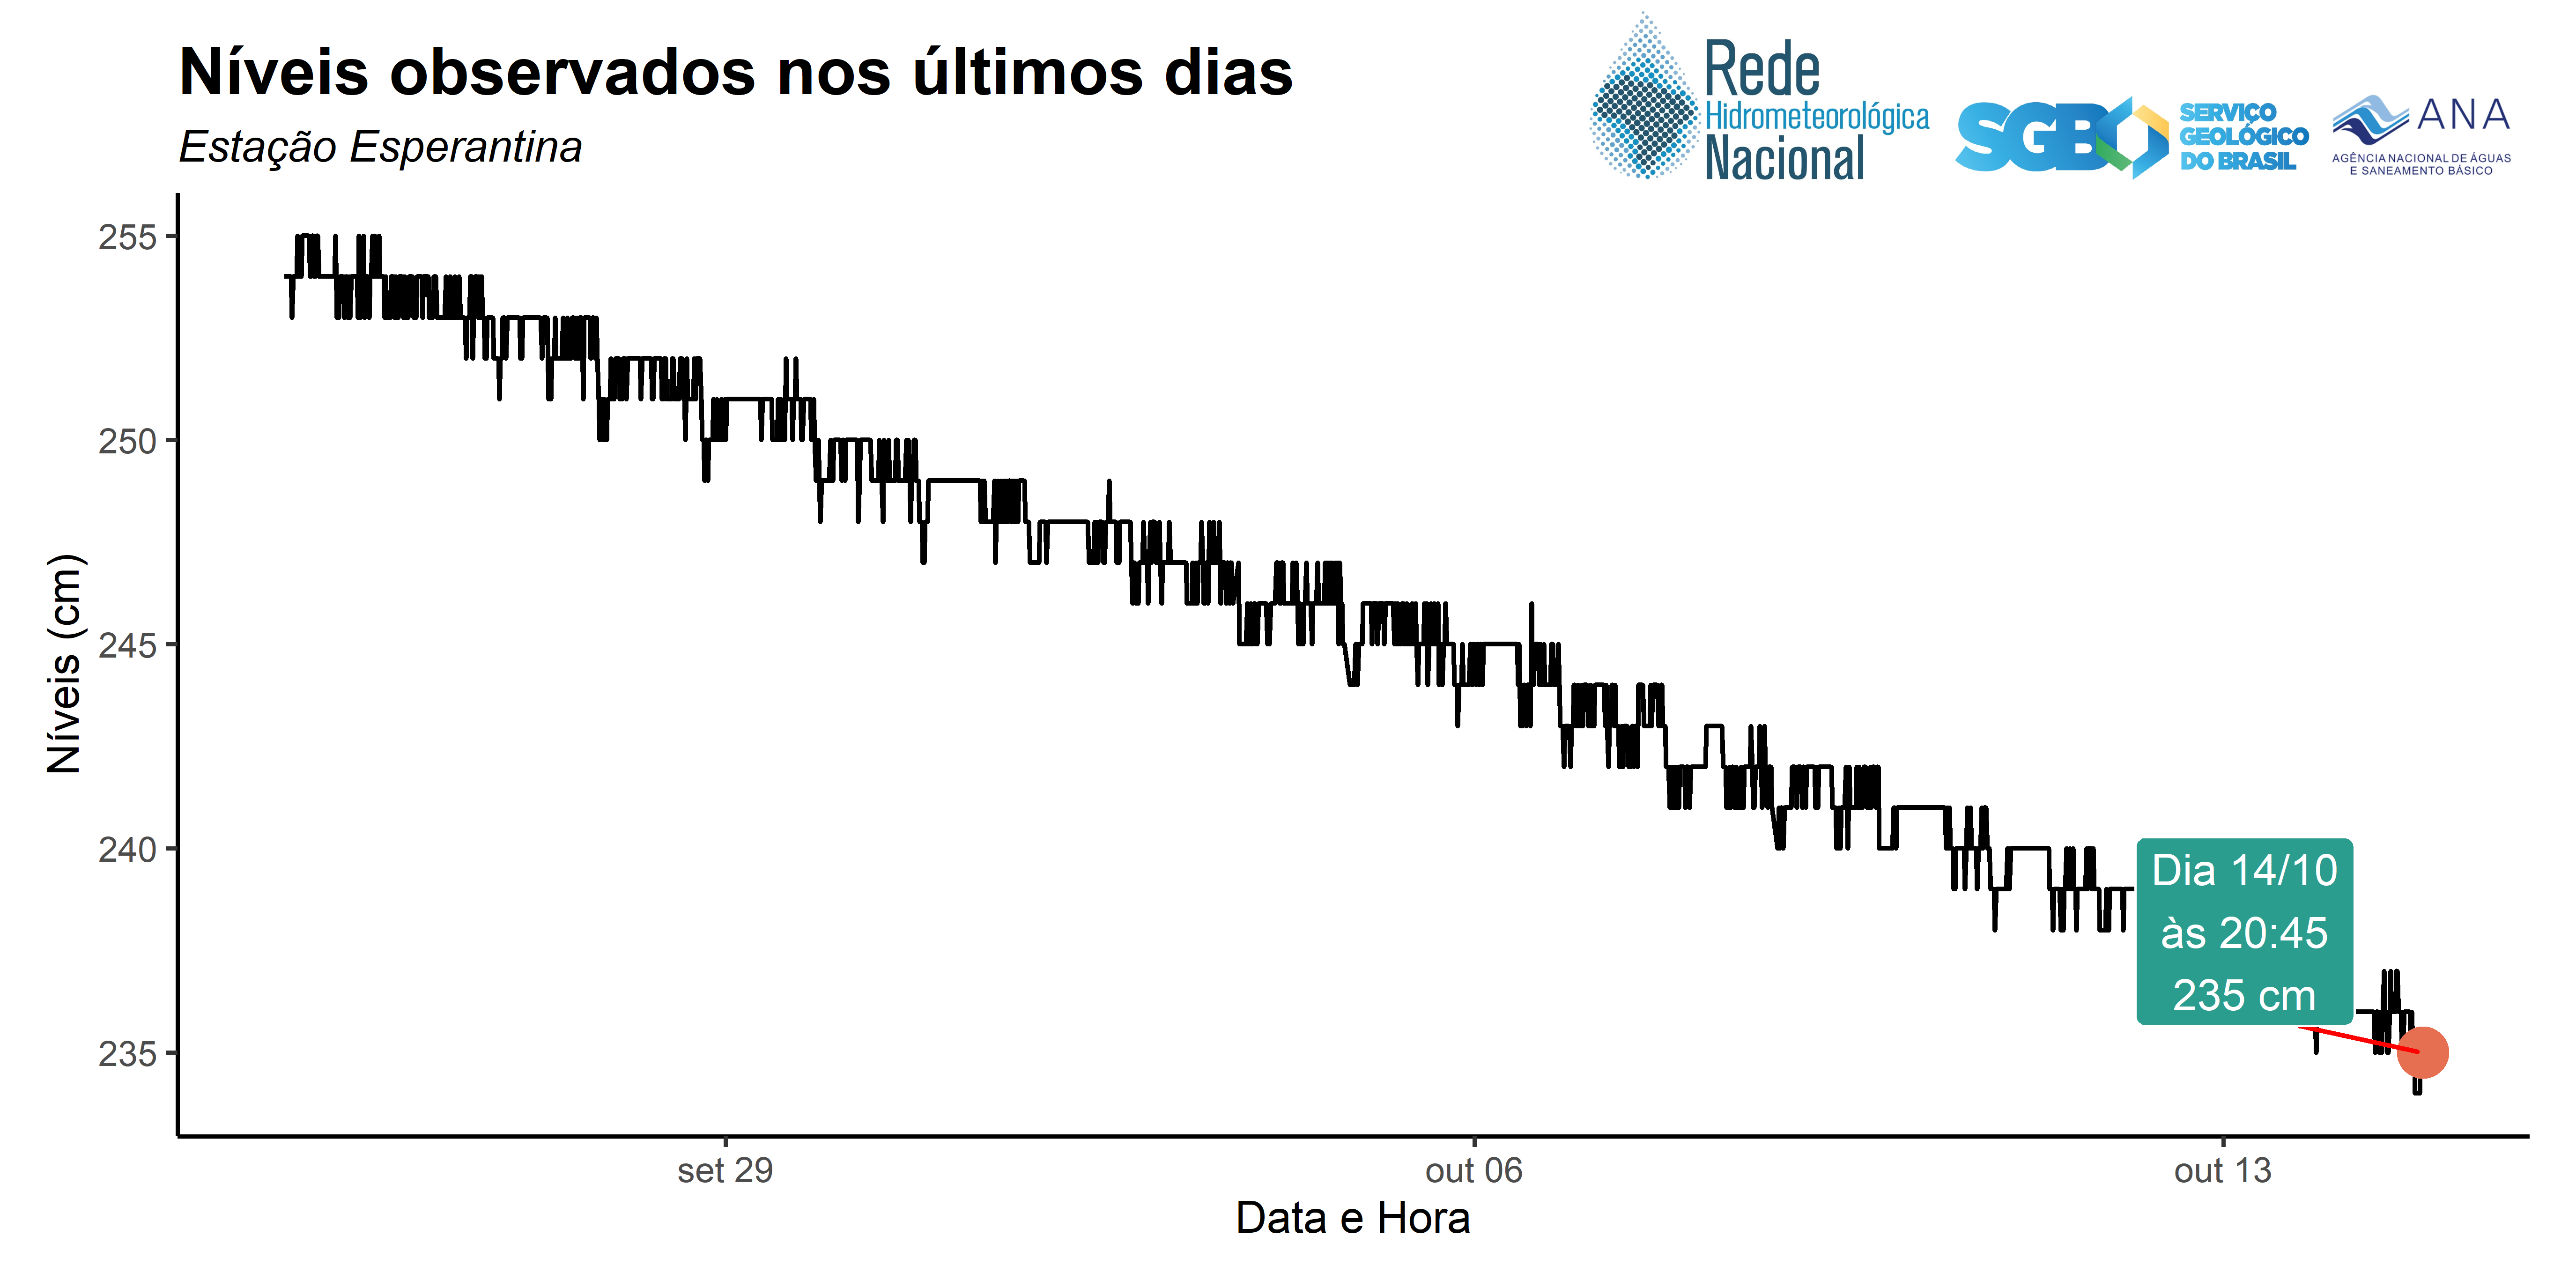 Níveis observados nos últimos dias
Estação Esperantina
Rede
Hidrometeorológica
Nacional
SGB
SERVIÇO
GEOLÓGICO
DO BRASIL
ANA
AGÊNCIA NACIONAL DE ÁGUAS
E SANEAMENTO BÁSICO
Níveis (cm)
255
250
245
240
235
Dia 14/10
às 20:45
235 cm
set 29
out 06
out 13
Data e Hora